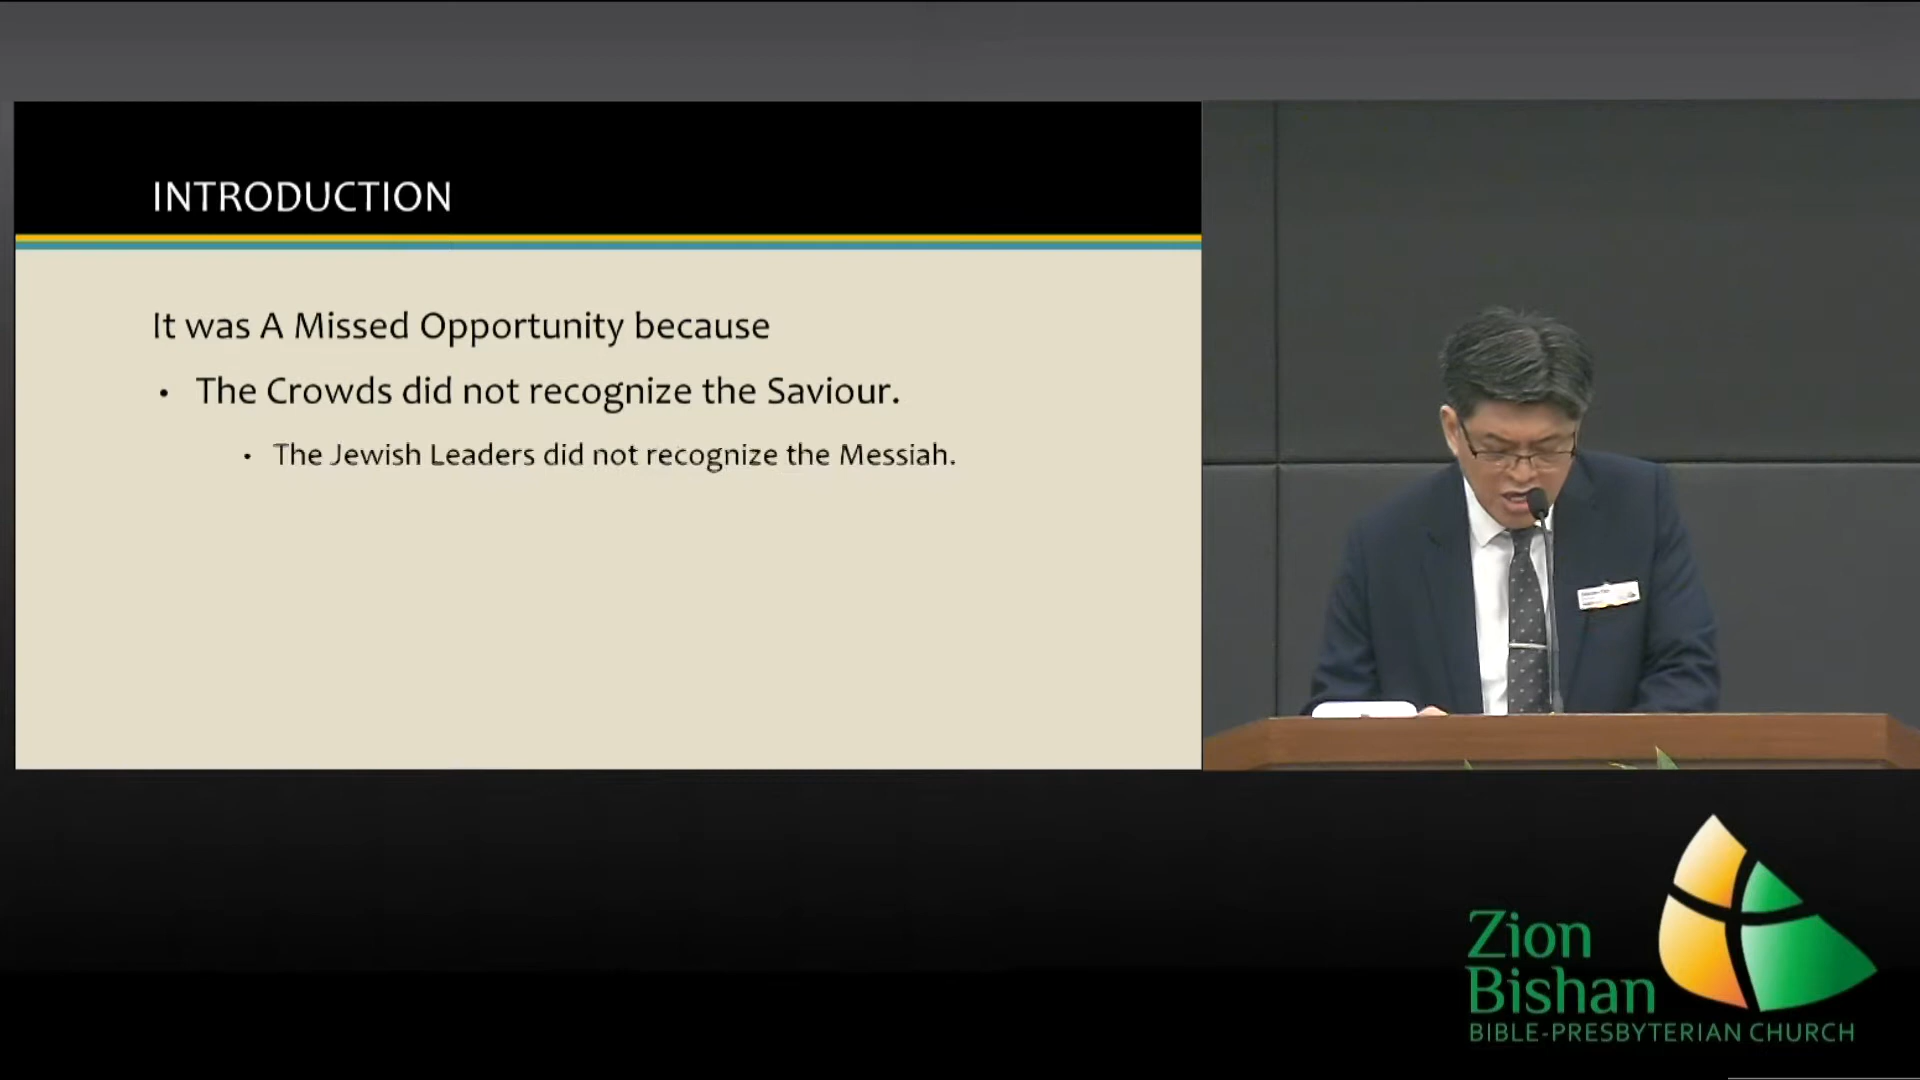 INTRODUCTION
It was A Missed Opportunity because
• The Crowds did not recognize the Saviour.
• The Jewish Leaders did not recognize the Messiah.
Zion
Bishan
BIBLE-PRESBYTERIAN CHURCH